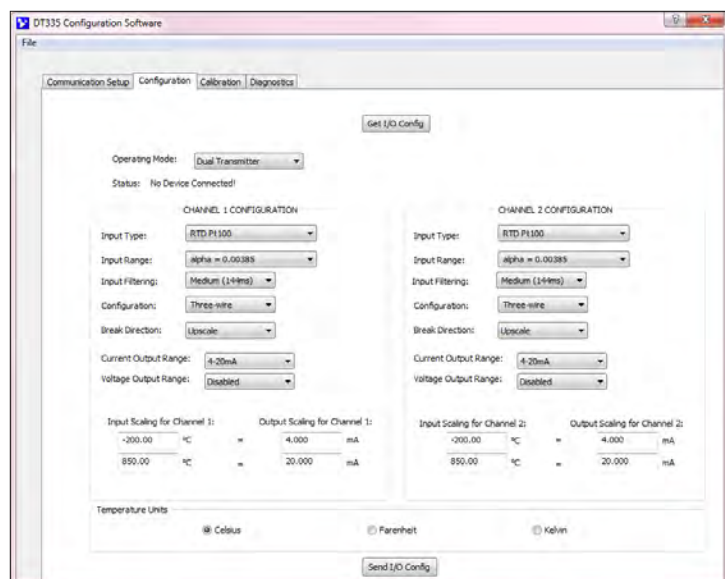 DT335 Configuration Software
File
Communication Setup Configuration Calibration Diagnostics
Get I/O Config
Operating Mode: Dual Transmitter
Status: No Device Connected!
CHANNEL 1 CONFIGURATION
Input Type: RTD Pt100
Input Range: alpha = 0.00385
Input Filtering: Medium (144ms)
Configuration: Three-wire
Break Direction: Upscale
Current Output Range: 4-20mA
Voltage Output Range: Disabled
Input Scaling for Channel 1: Output Scaling for Channel 1:
-200.00 ºC = 4.000 mA
850.00 ºC = 20.000 mA
CHANNEL 2 CONFIGURATION
Input Type: RTD Pt100
Input Range: alpha = 0.00385
Input Filtering: Medium (144ms)
Configuration: Three-wire
Break Direction: Upscale
Current Output Range: 4-20mA
Voltage Output Range: Disabled
Input Scaling for Channel 2: Output Scaling for Channel 2:
-200.00 ºC = 4.000 mA
850.00 ºC = 20.000 mA
Temperature Units
Celsius Farenheit Kelvin
Send I/O Config